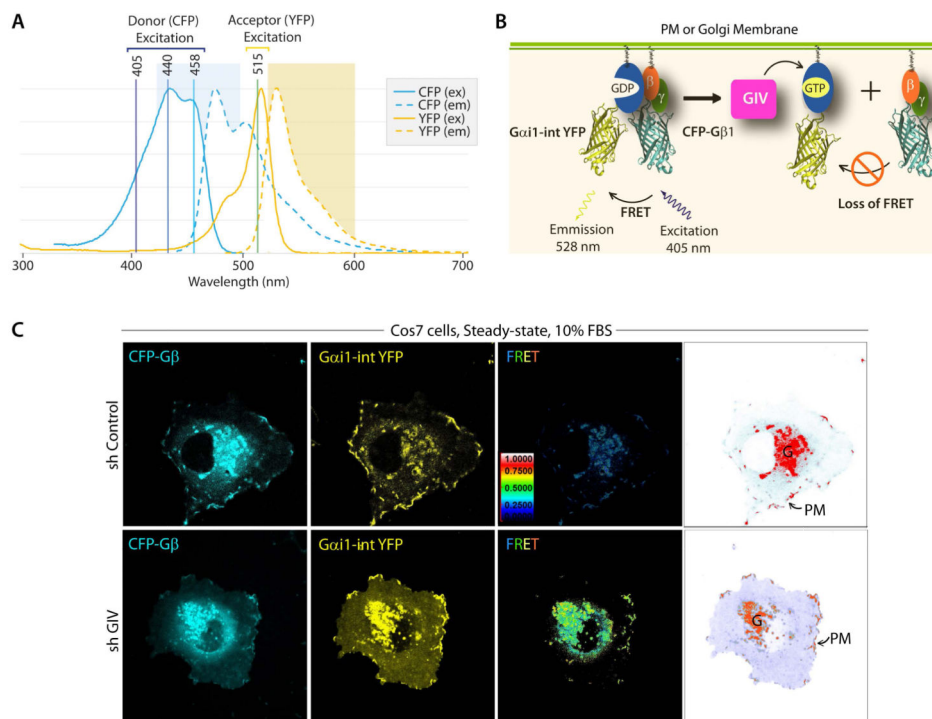 A
Donor (CFP)
Excitation
Acceptor (YFP)
Excitation
405
440
458
515
CFP (ex)
CFP (em)
YFP (ex)
YFP (em)
300
400
500
600
700
Wavelength (nm)
B
PM or Golgi Membrane
GDP
β
γ
GIV
GTP
+
β
γ
Gαi1-int YFP
CFP-Gβ1
FRET
Emmission
528 nm
Excitation
405 nm
Loss of FRET
C
Cos7 cells, Steady-state, 10% FBS
sh Control
CFP-Gβ
Gαi1-int YFP
FRET
1.0000
0.7500
0.5000
0.2500
G
PM
sh GIV
CFP-Gβ
Gαi1-int YFP
FRET
G
PM